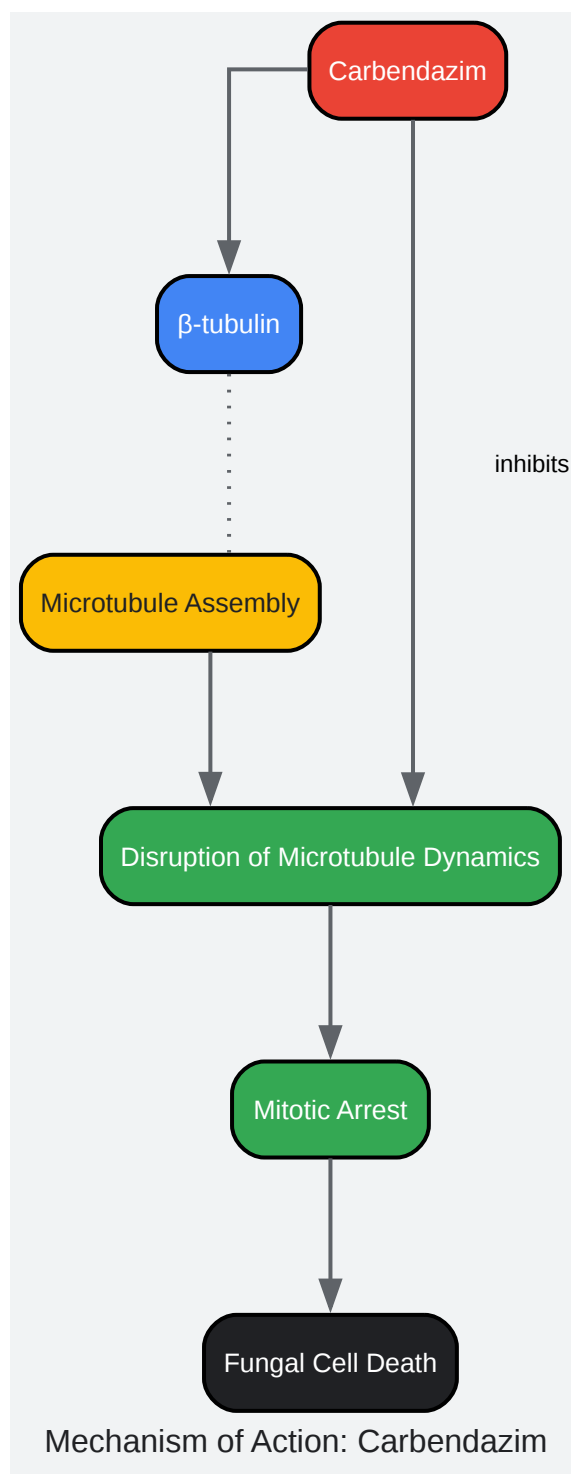 Carbendazim
β-tubulin
inhibits
Microtubule Assembly
Disruption of Microtubule Dynamics
Mitotic Arrest
Fungal Cell Death
Mechanism of Action: Carbendazim